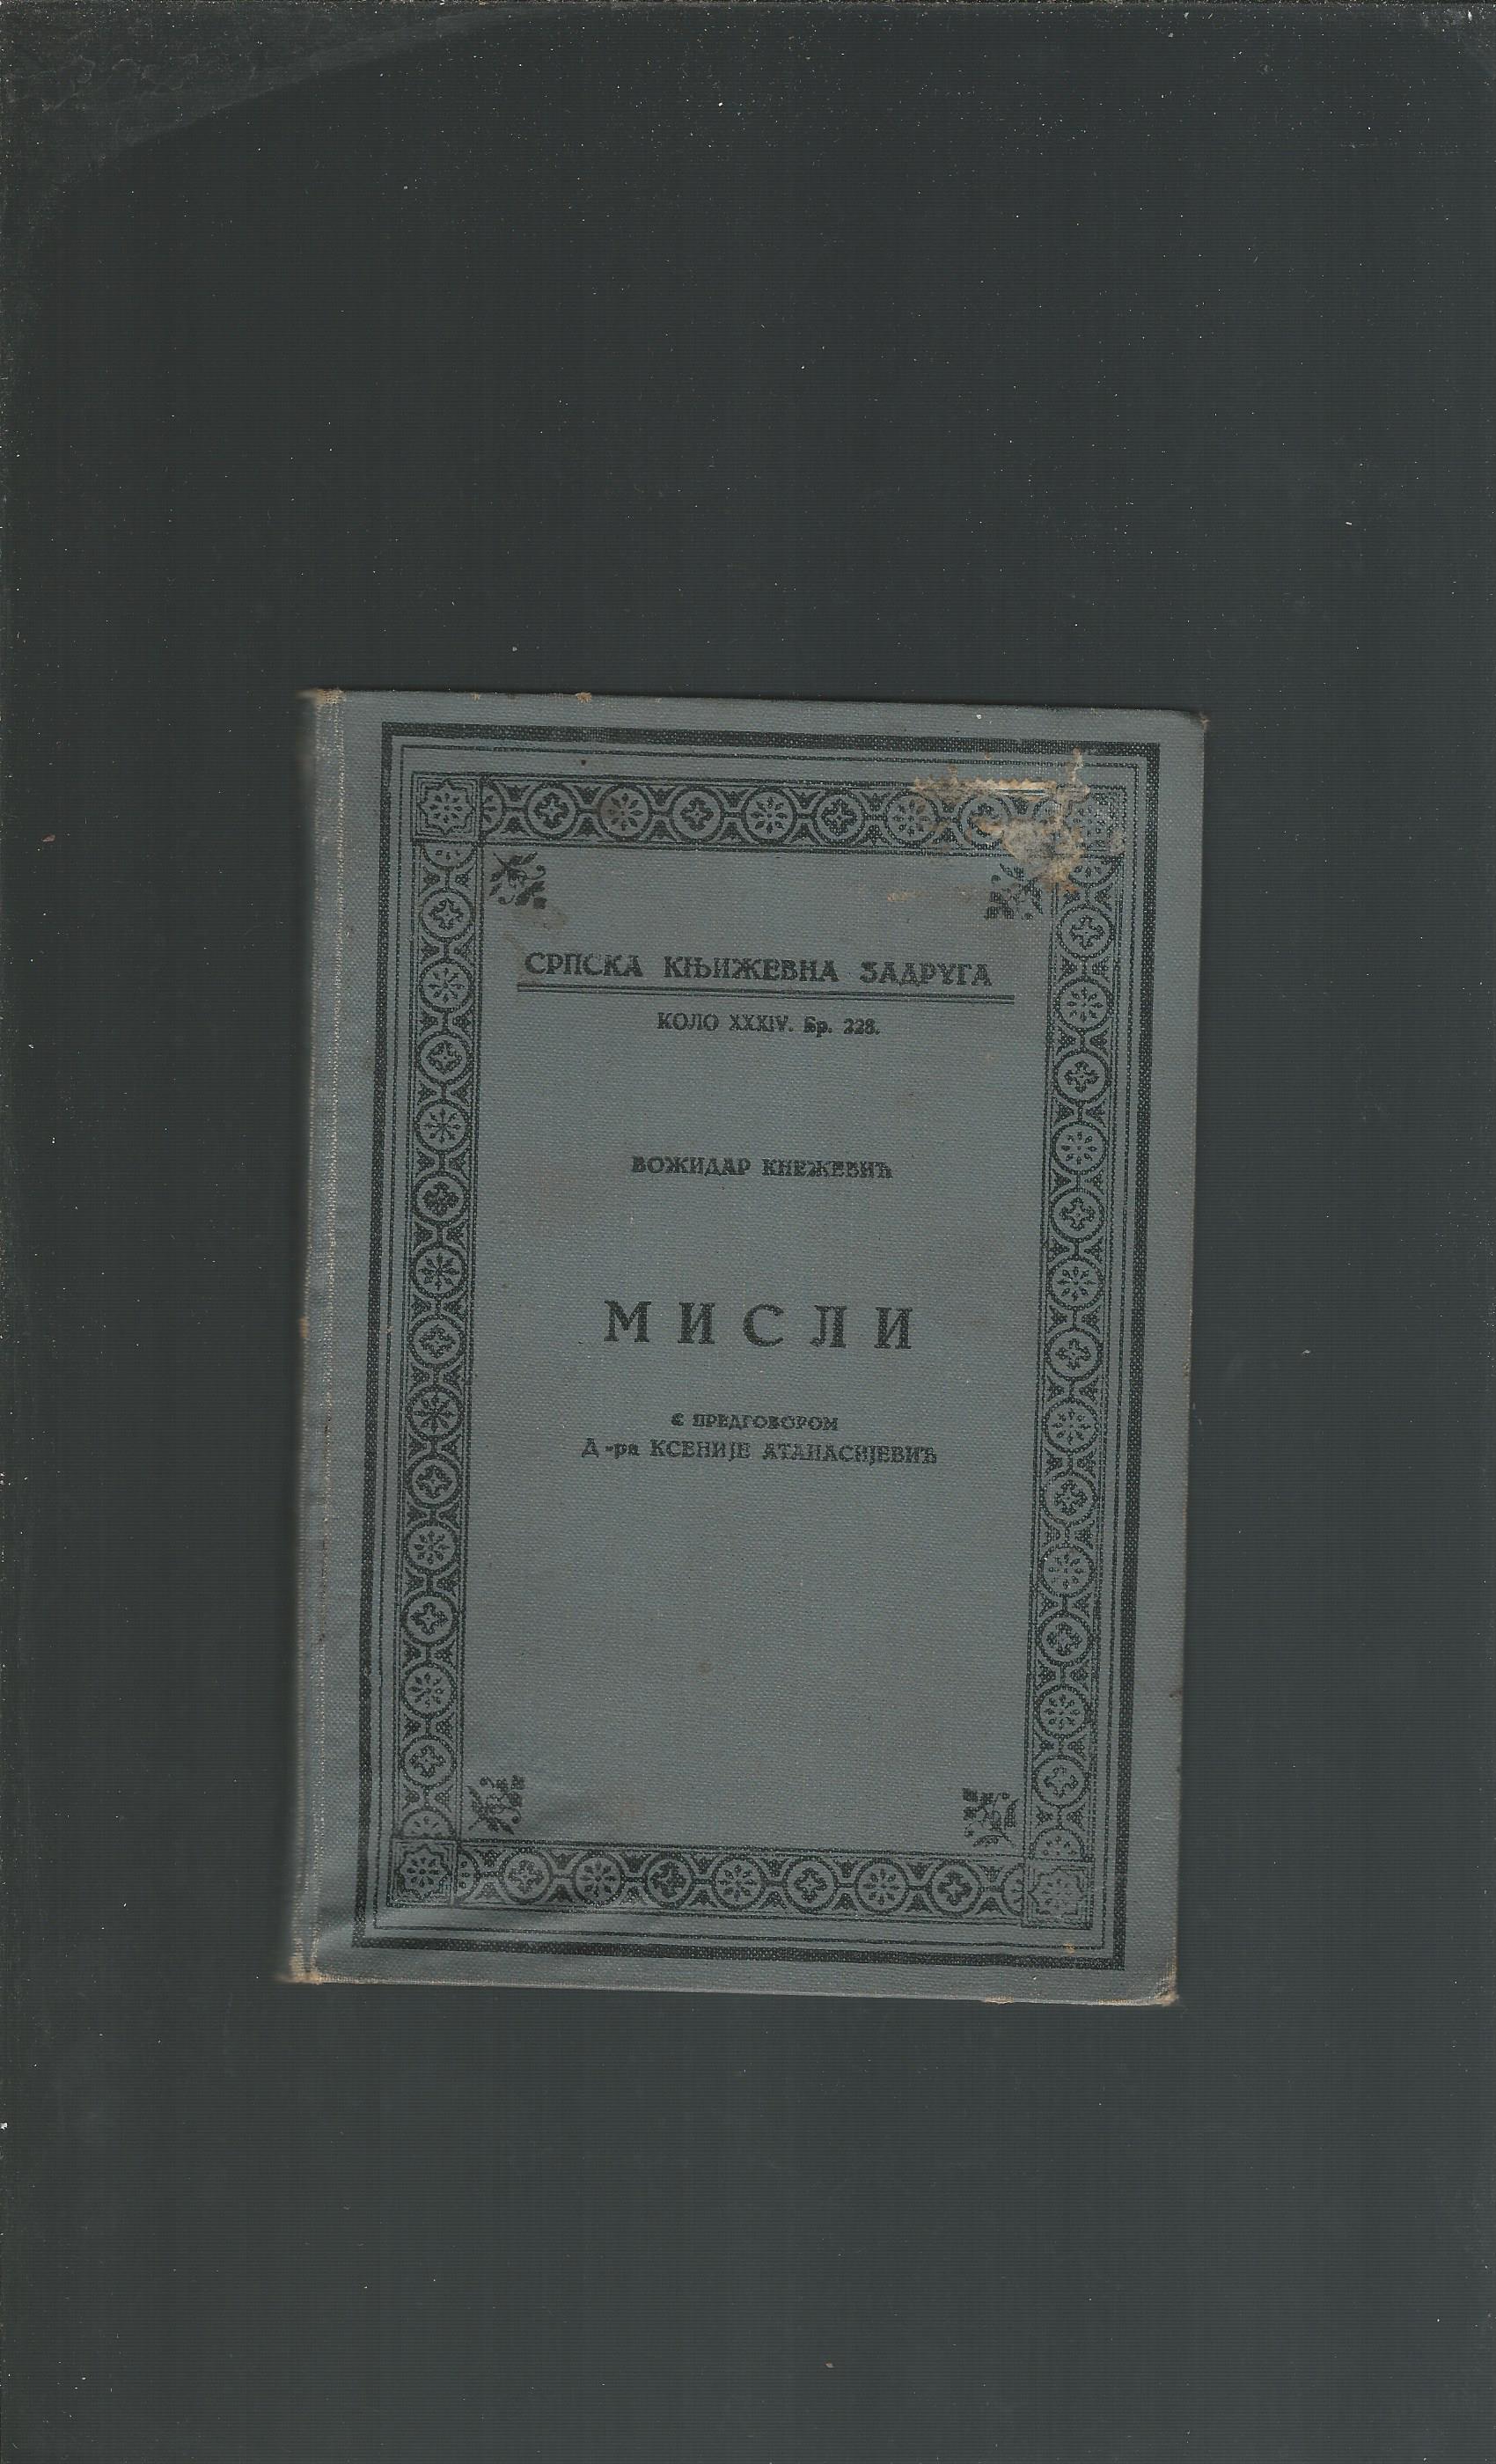 СРПСКА КЊИЖЕВНА ЗАДРУГА
КОЛО XXXIV. Бр. 228.
БОЖИДАР КНЕЖЕВИЋ
МИСЛИ
С ПРЕДГОВОРОМ
Д-ра КСЕНИЈЕ АТАНАСИЈЕВИЋ